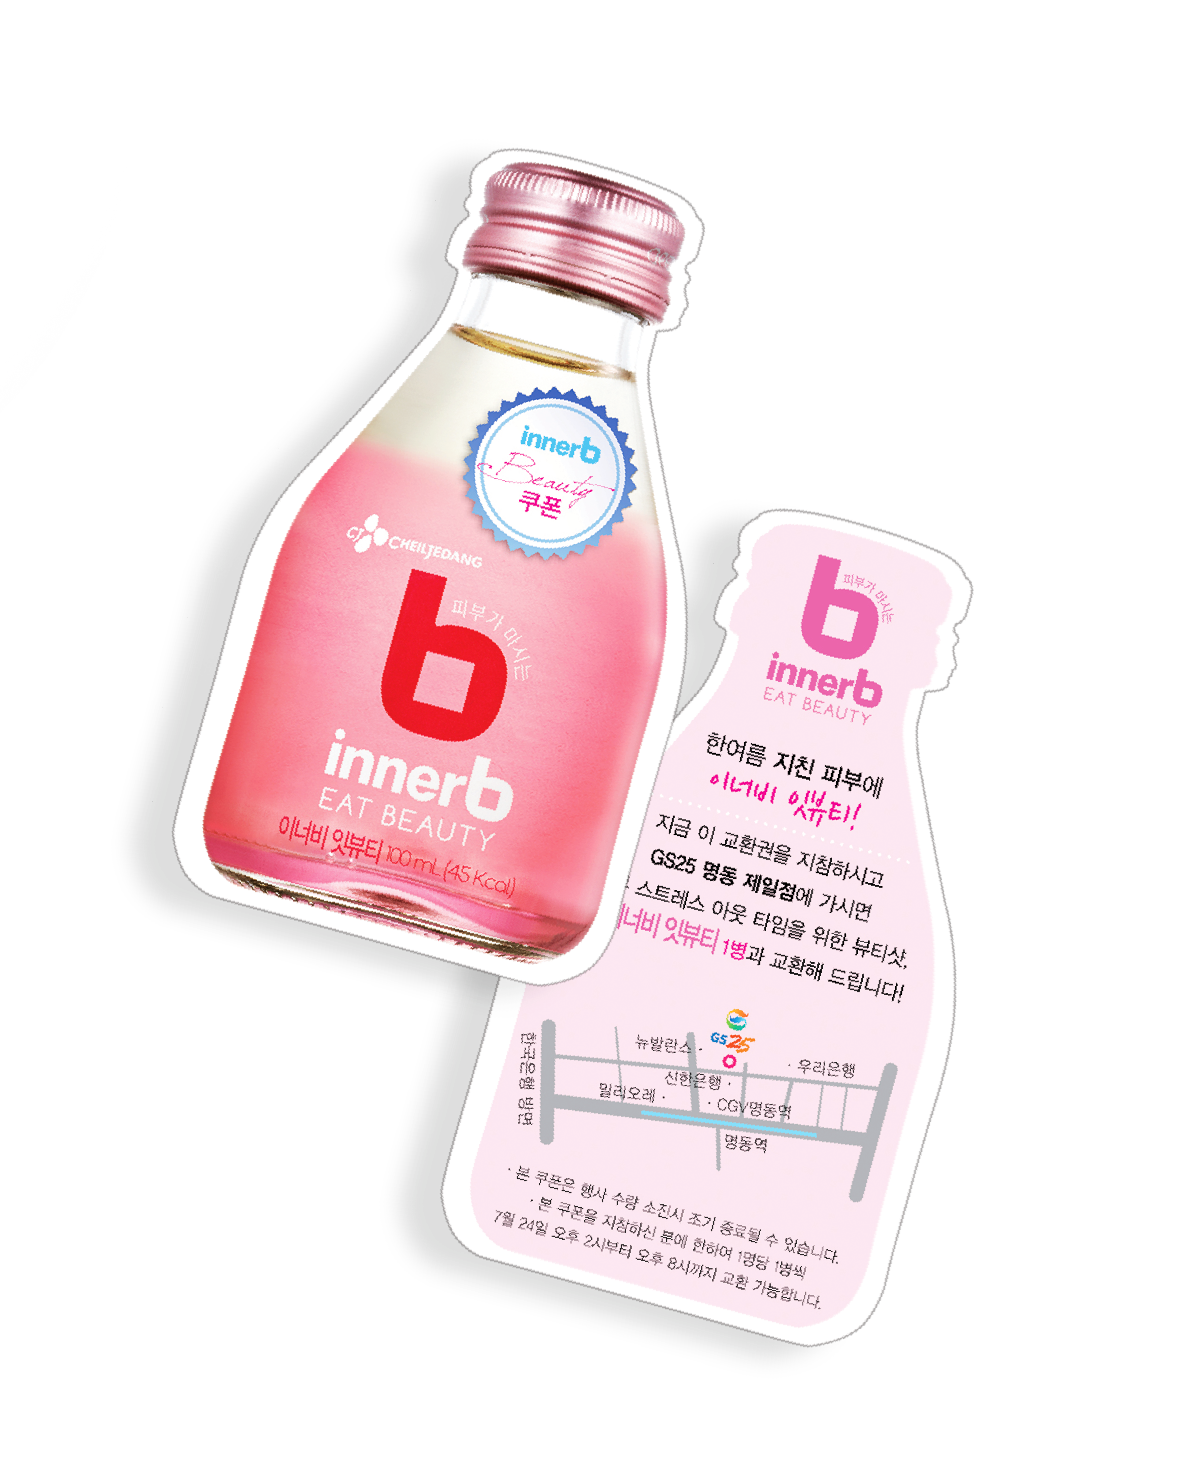 innerb
Beauty
쿠폰
CJ CHEILJEDANG
b
피부가 마시는
innerb
EAT BEAUTY
이너비 잇뷰티 100 mL (45 Kcal)
b
피부가 마시는
innerb
EAT BEAUTY
한여름 지친 피부에
이너비 잇뷰티!
지금 이 교환권을 지참하시고
GS25 명동 제일점에 가시면
스트레스 아웃 타임을 위한 뷰티샷,
이너비 잇뷰티 1병과 교환해 드립니다!
GS25
뉴발란스 ·
· 우리은행
신한은행 ·
밀리오레 ·
· CGV명동역
명동역
한국은행 방면
· 본 쿠폰은 행사 수량 소진시 조기 종료될 수 있습니다.
· 본 쿠폰을 지참하신 분에 한하여 1명당 1병씩
7월 24일 오후 2시부터 오후 8시까지 교환 가능합니다.